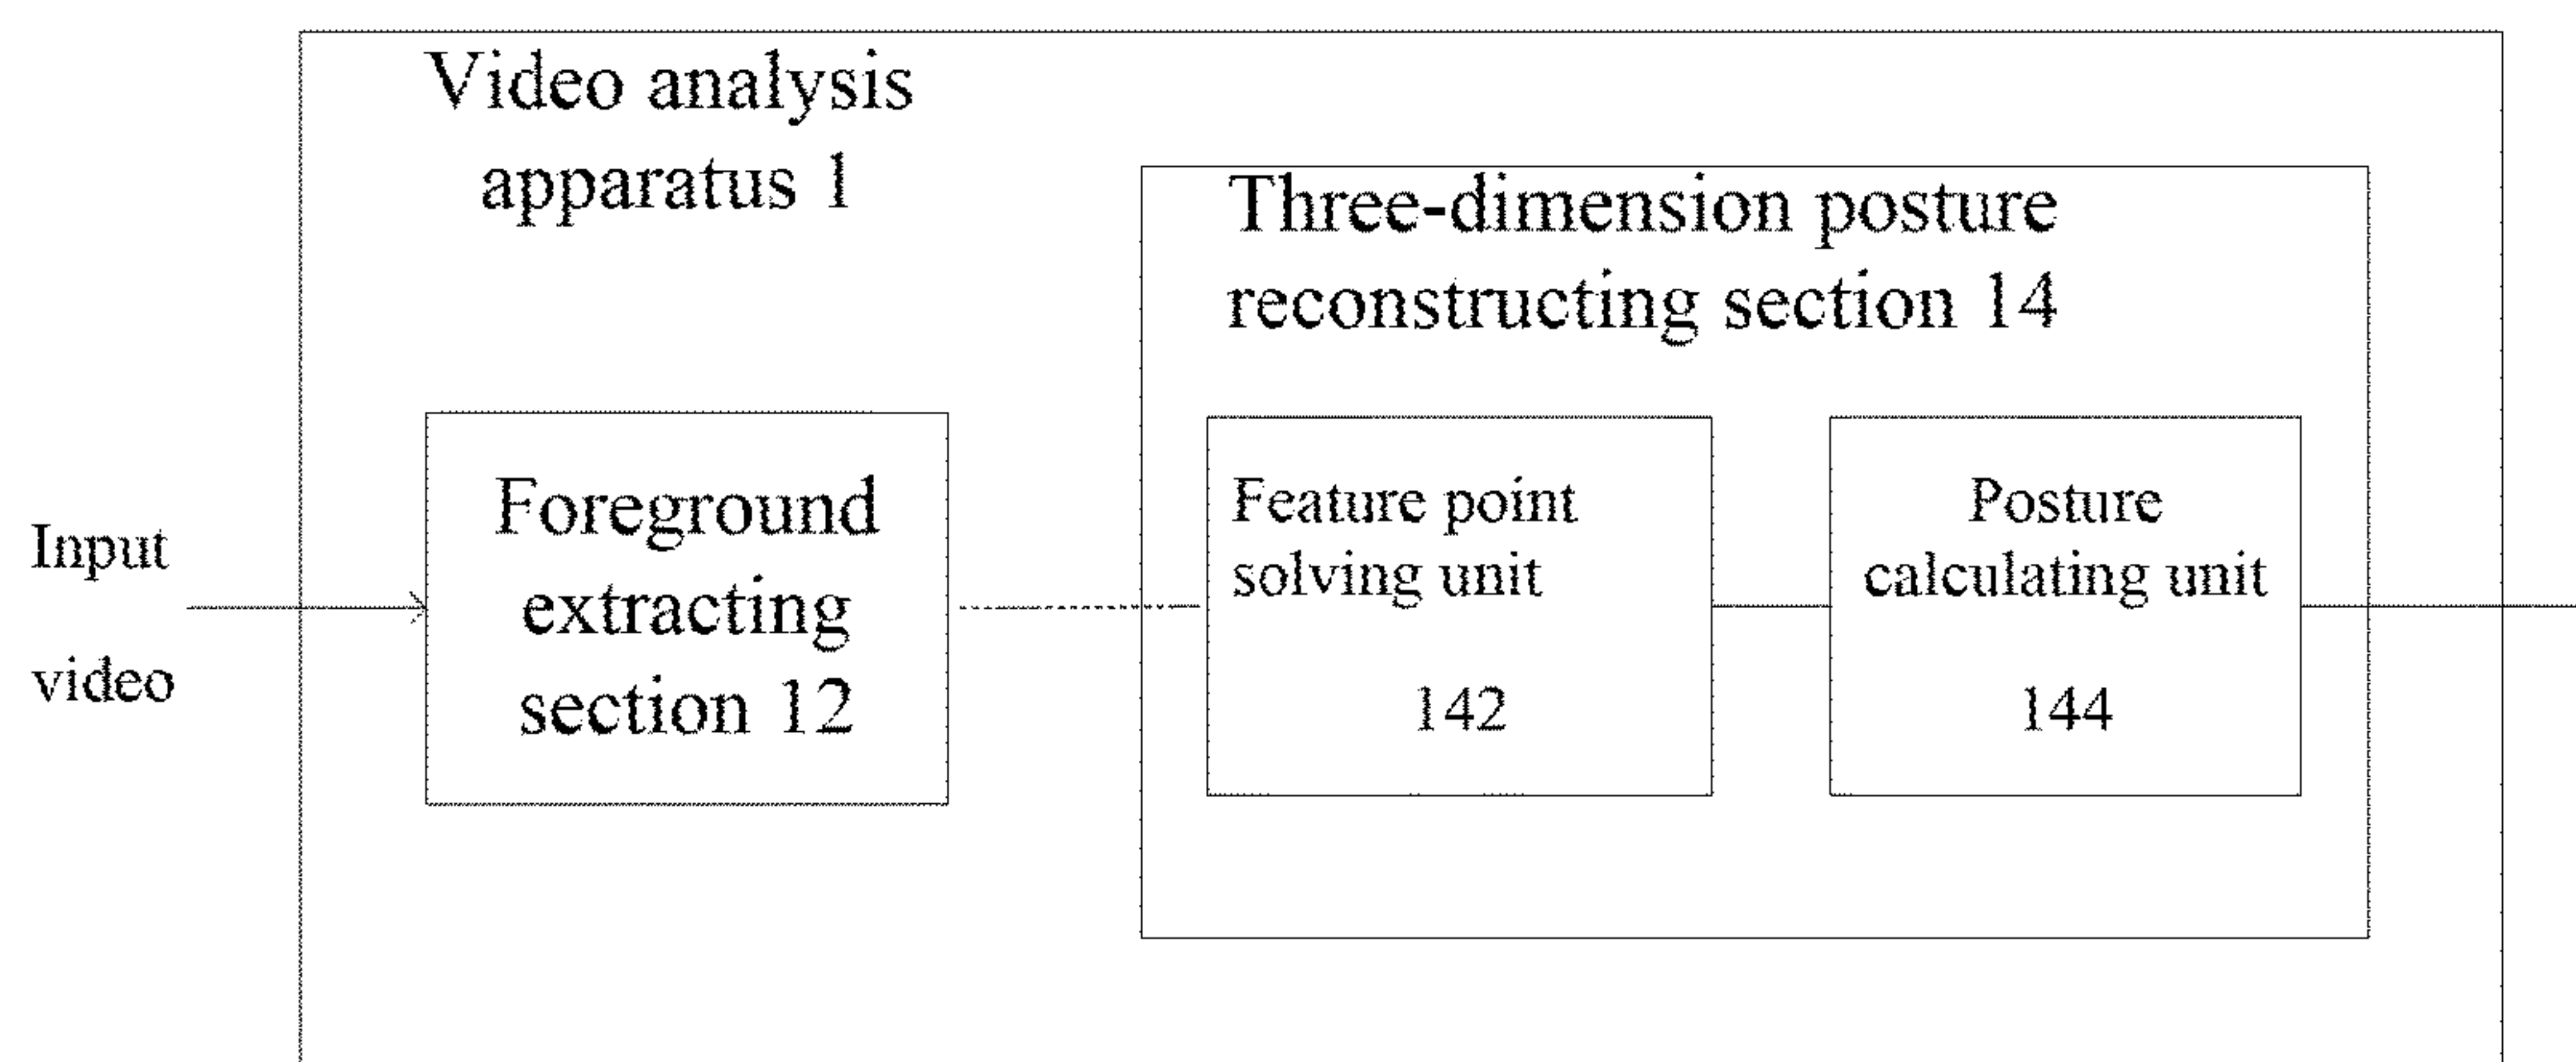 Video analysis
apparatus 1
Three-dimension posture
reconstructing section 14
Input
video
Foreground
extracting
section 12
Feature point
solving unit
142
Posture
calculating unit
144